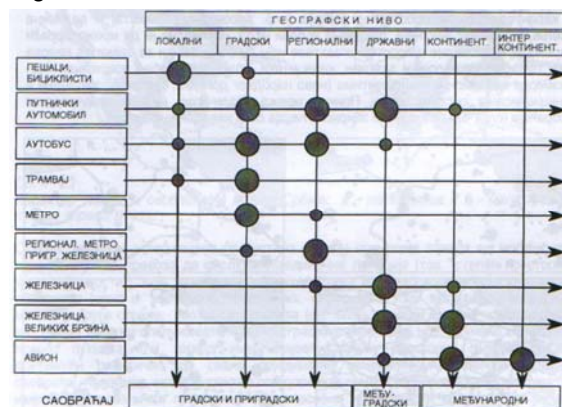 ГЕОГРАФСКИ НИВО
ЛОКАЛНИ ГРАДСКИ РЕГИОНАЛНИ ДРЖАВНИ КОНТИНЕНТ. ИНТЕР
КОНТИНЕНТ.
ПЕШАЦИ,
БИЦИКЛИСТИ
ПУТНИЧКИ
АУТОМОБИЛ
АУТОБУС
ТРАМВАЈ
МЕТРО
РЕГИОНАЛ. МЕТРО
ПРИГР. ЖЕЛЕЗНИЦА
ЖЕЛЕЗНИЦА
ЖЕЛЕЗНИЦА
ВЕЛИКИХ БРЗИНА
АВИОН
САОБРАЋАЈ ГРАДСКИ И ПРИГРАДСКИ МЕЂУ- МЕЂУНАРОДНИ
ГРАДСКИ